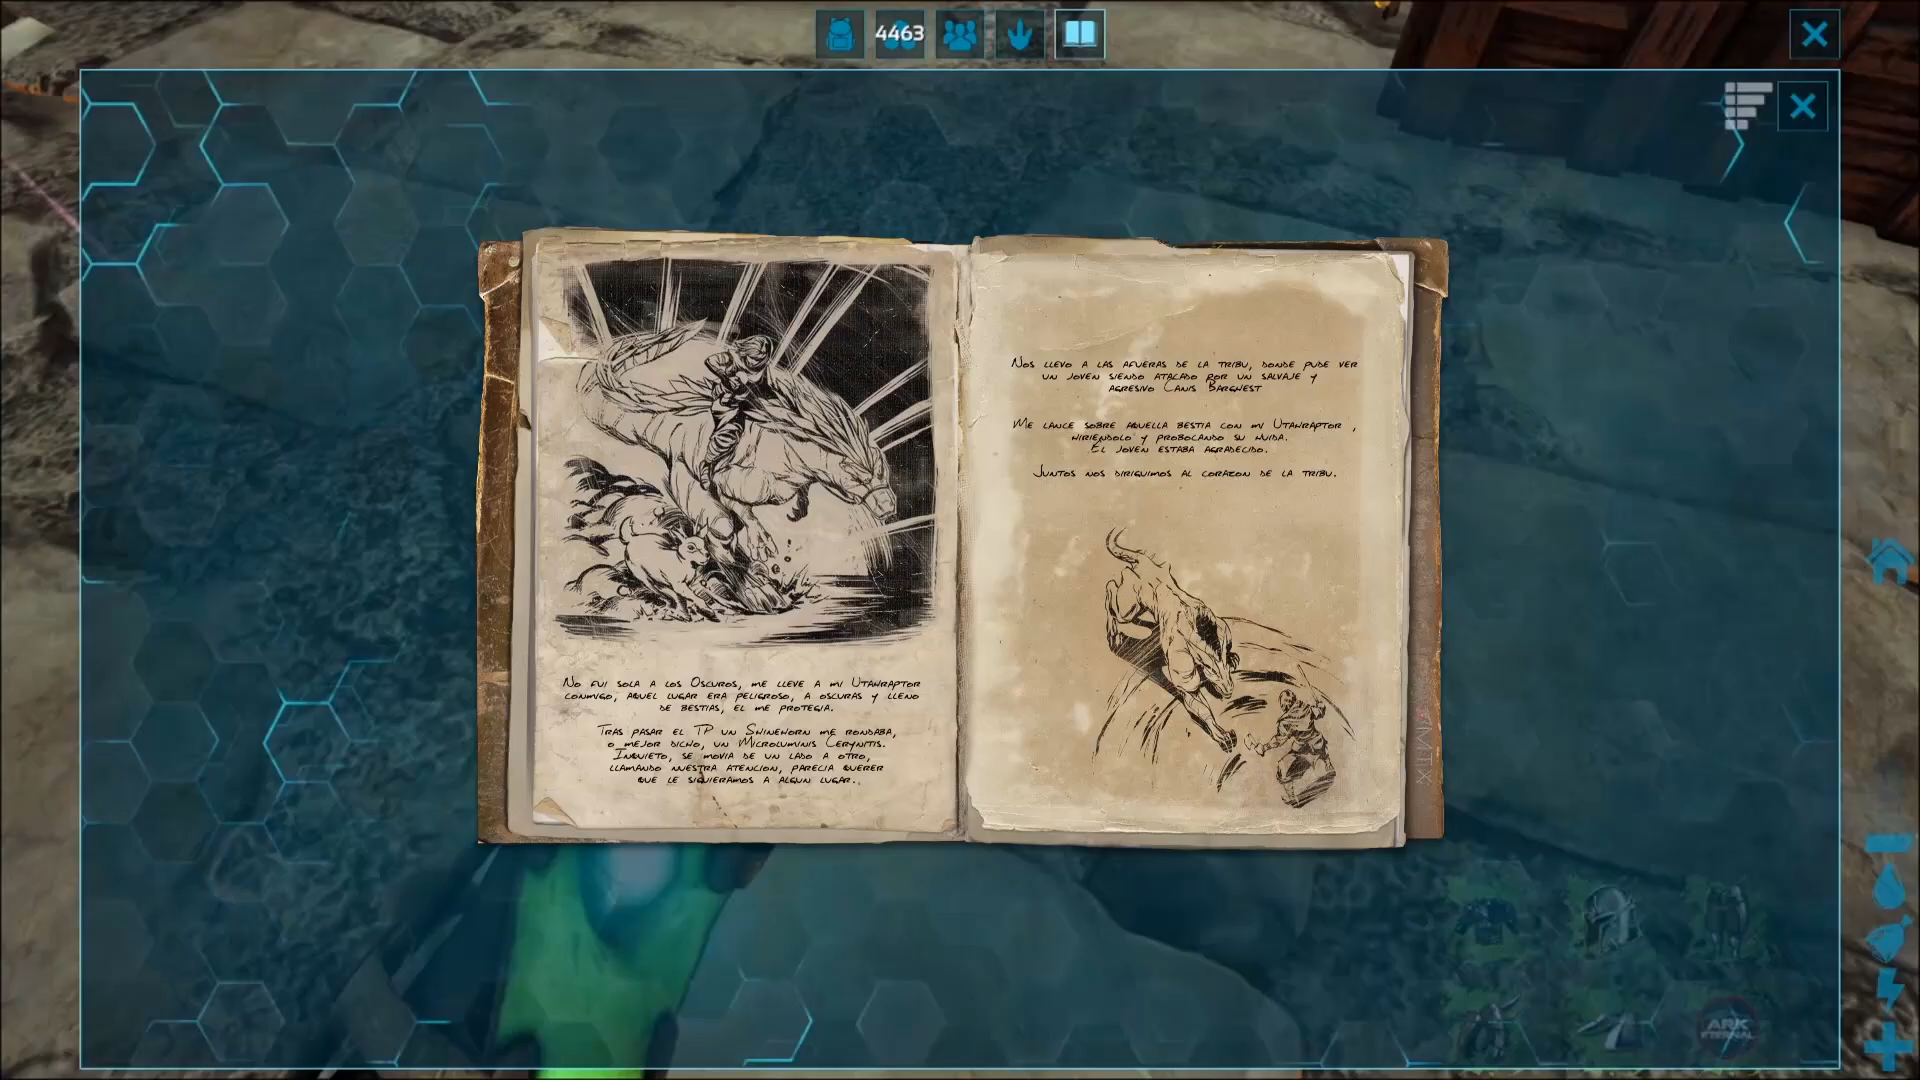 4463
No fui sola a los Oscuros, me lleve a mi Utahraptor
conmigo, aquel lugar era peligroso, a oscuras y lleno
de bestias, el me protegia.
Tras pasar el TP un Shinehorn me rondaba,
o mejor dicho, un Microluminis Cerynitis.
Inquieto, se movia de un lado a otro,
llamando nuestra atencion, parecia querer
que le siguieramos a algun lugar..
Nos llevo a las afueras de la tribu, donde pude ver
un joven siendo atacado por un salvaje y
agresivo Canis Barghest
Me lance sobre aquella bestia con mi Utahraptor ,
hiriendolo y probocando su huida.
El joven estaba agradecido.
Juntos nos diriguimos al corazon de la tribu.
ARK
ETERNAL